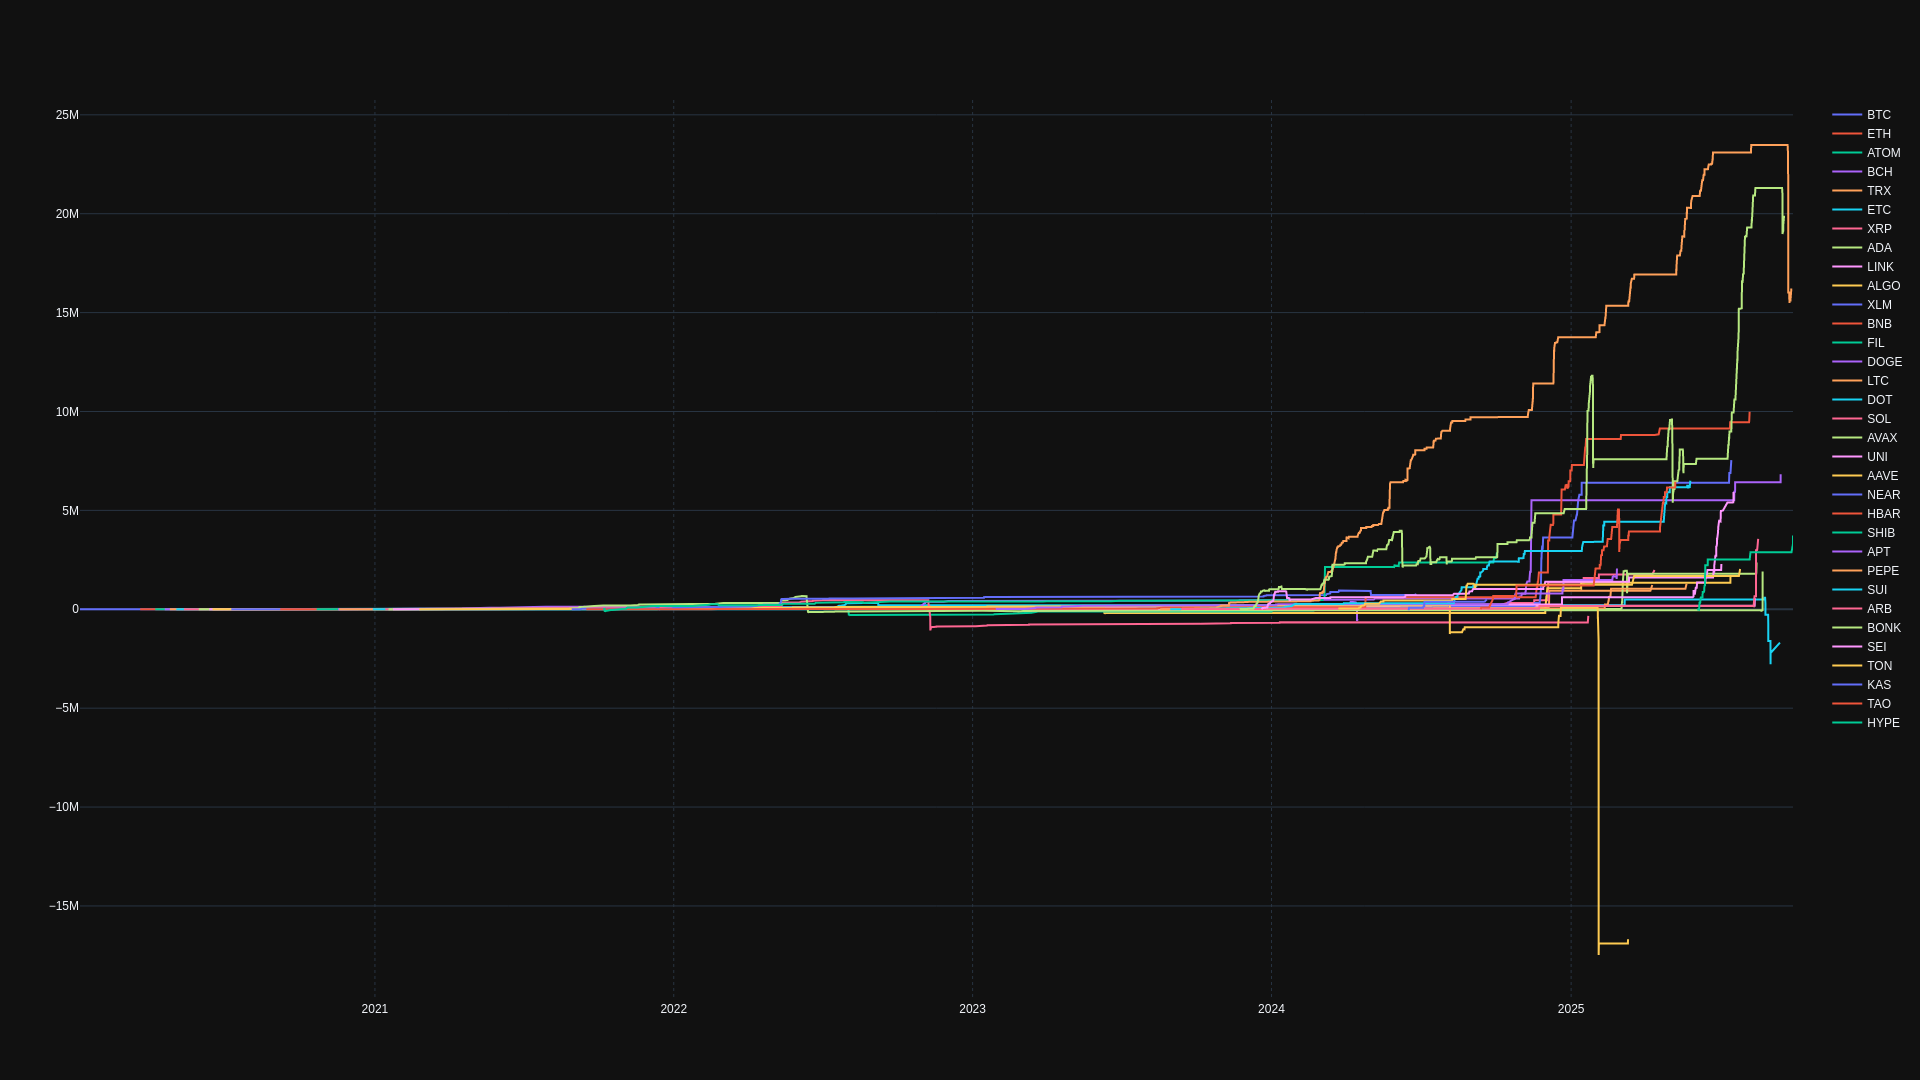 25M
20M
15M
10M
5M
0
−5M
−10M
−15M
2021
2022
2023
2024
2025
BTC
ETH
ATOM
BCH
TRX
ETC
XRP
ADA
LINK
ALGO
XLM
BNB
FIL
DOGE
LTC
DOT
SOL
AVAX
UNI
AAVE
NEAR
HBAR
SHIB
APT
PEPE
SUI
ARB
BONK
SEI
TON
KAS
TAO
HYPE